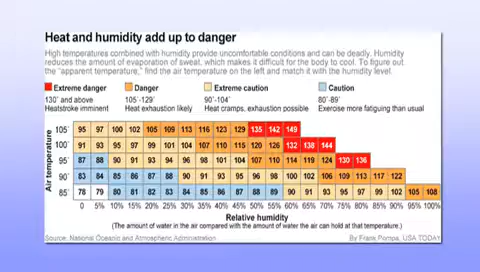 Heat and humidity add up to danger
High temperatures combined with humidity provide uncomfortable conditions and can be deadly. Humidity
reduces the amount of evaporation of sweat, which makes it difficult for the body to cool. To figure out
the "apparent temperature," find the air temperature on the left and match it with the humidity level.
Extreme danger Danger Extreme caution Caution
130˚ and above 105˚-129˚ 90˚-104˚ 80˚-89˚
Heatstroke imminent Heat exhaustion likely Heat cramps, exhaustion possible Exercise more fatiguing than usual
Air temperature
105˚ 95 97 100 102 105 109 113 116 123 129 135 142 149
100˚ 91 93 95 97 99 101 104 107 110 115 120 126 132 138 144
95˚ 87 88 90 91 93 94 96 98 101 104 107 110 114 119 124 130 136
90˚ 83 84 85 86 87 88 90 91 93 95 96 98 100 102 106 109 113 117 122
85˚ 78 79 80 81 82 83 84 85 86 87 88 89 90 91 93 95 97 99 102 105 108
0 5% 10% 15% 20% 25% 30% 35% 40% 45% 50% 55% 60% 65% 70% 75% 80% 85% 90% 95% 100%
Relative humidity
(The amount of water in the air compared with the amount of water the air can hold at that temperature.)
Source: National Oceanic and Atmospheric Administration By Frank Pompa, USA TODAY